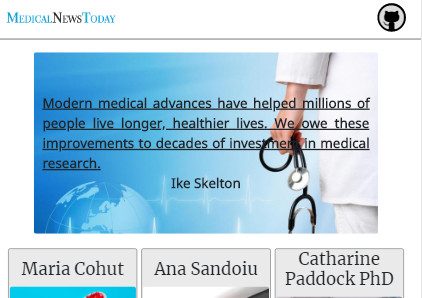 MEDICALNEWSTODAY
Modern medical advances have helped millions of
people live longer, healthier lives. We owe these
improvements to decades of investment in medical
research.
Ike Skelton
Maria Cohut
Ana Sandoiu
Catharine
Paddock PhD